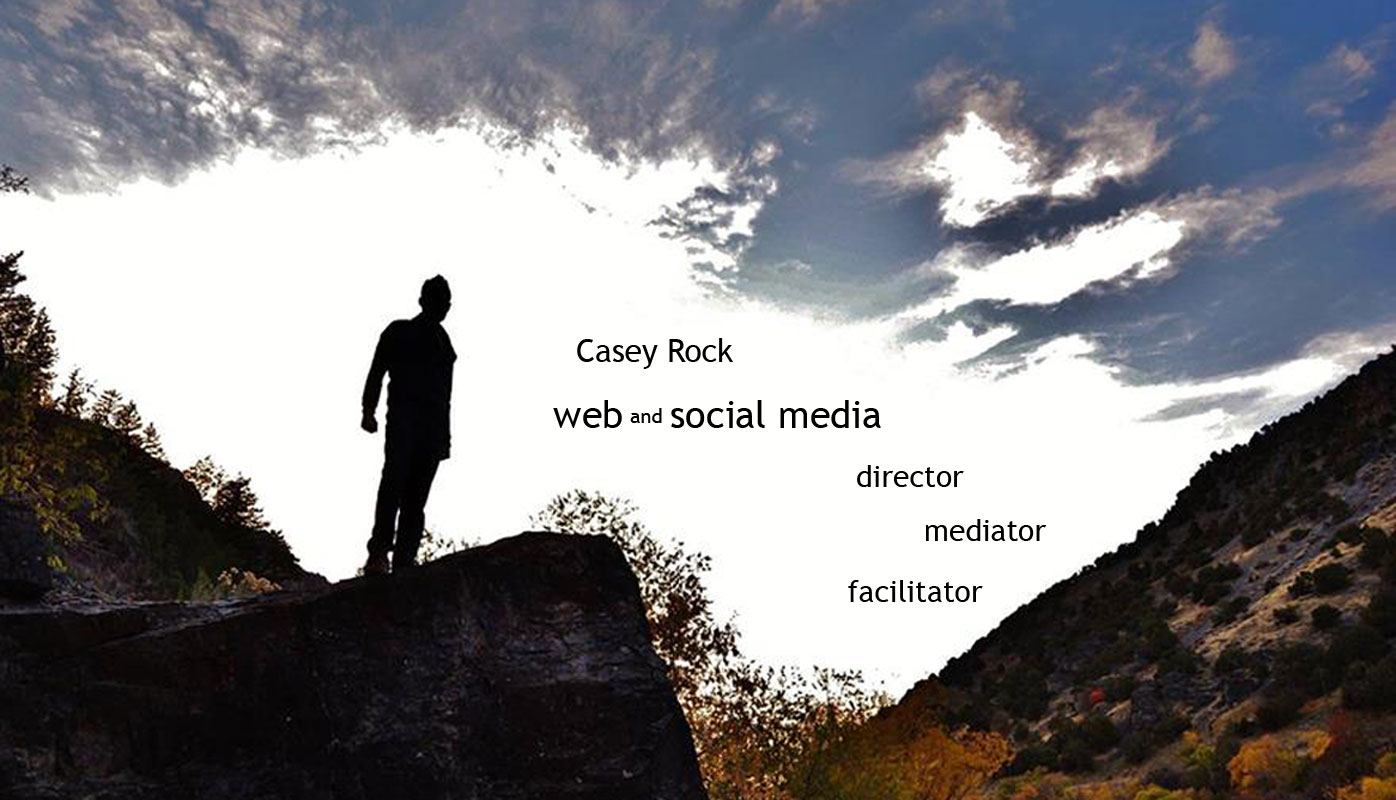 Casey Rock
web and social media
director
mediator
facilitator